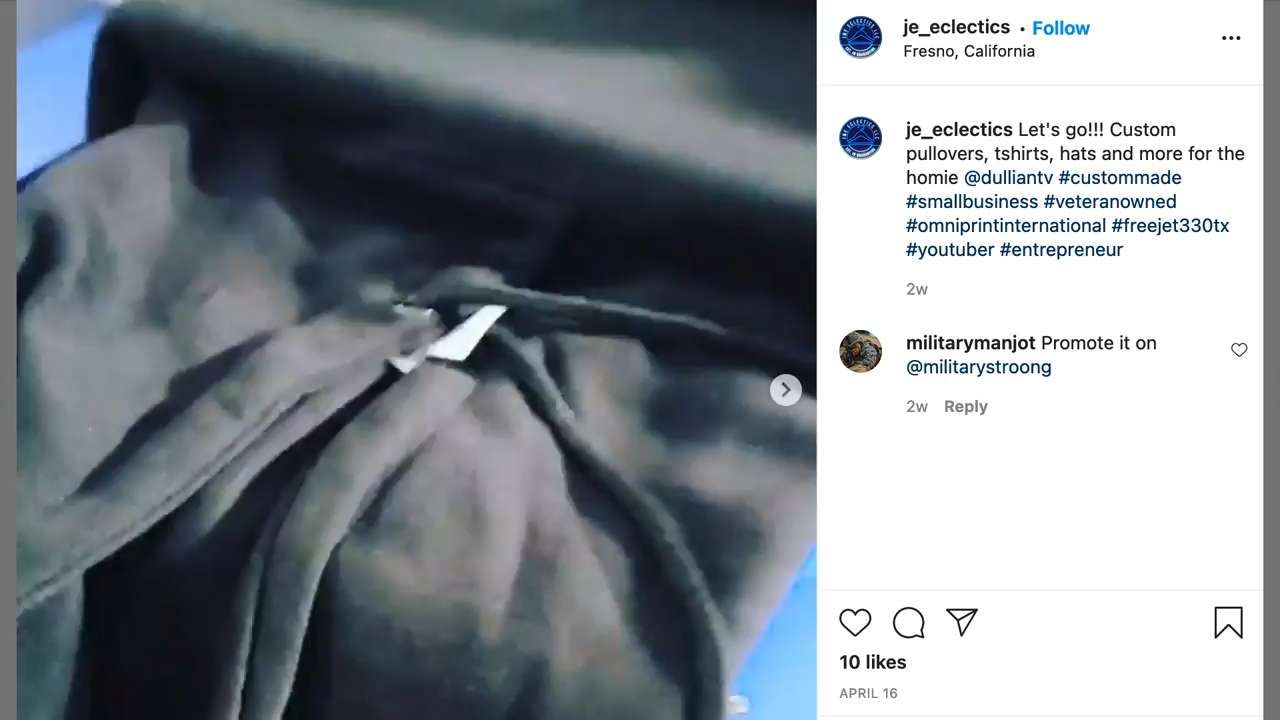 je_eclectics • Follow
Fresno, California
je_eclectics Let's go!!! Custom
pullovers, tshirts, hats and more for the
homie @dulliantv #custommade
#smallbusiness #veteranowned
#omniprintinternational #freejet330tx
#youtuber #entrepreneur
2w
militarymanjot Promote it on
@militarystroong
2w Reply
10 likes
APRIL 16